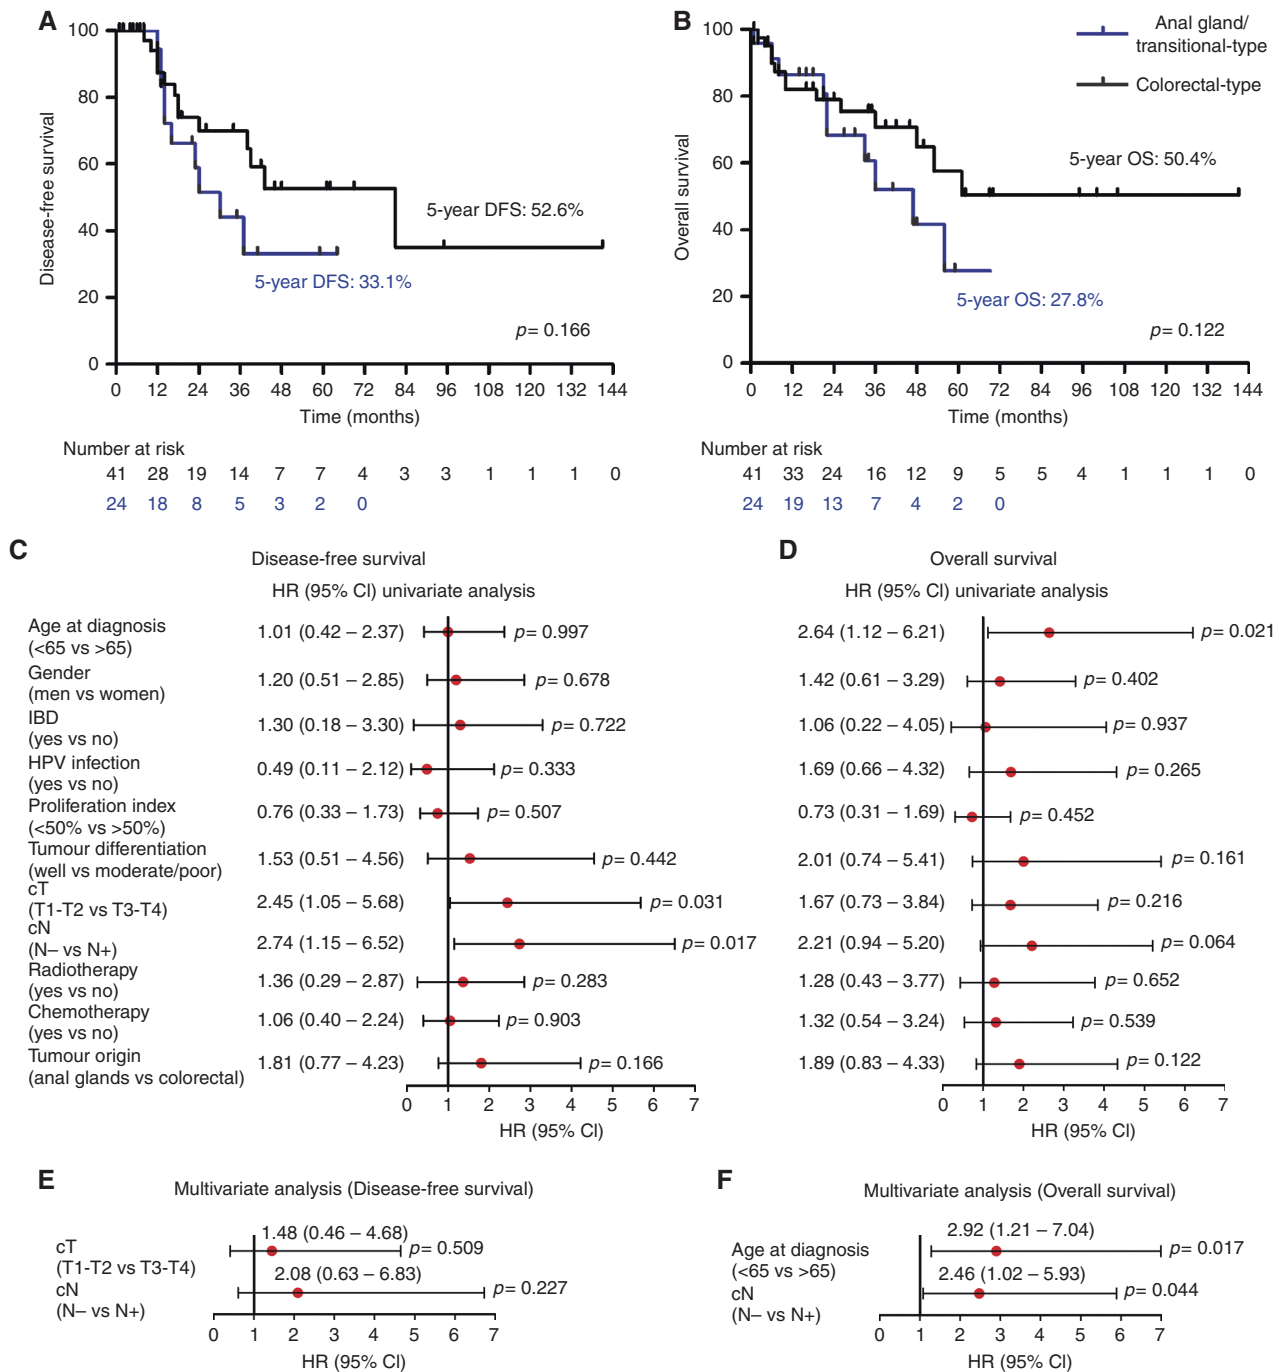 A
100
80
60
40
20
0
Disease-free survival
5-year DFS: 52.6%
5-year DFS: 33.1%
p= 0.166
0 12 24 36 48 60 72 84 96 108 120 132 144
Time (months)
Number at risk
41 28 19 14 7 7 4 3 3 1 1 1 0
24 18 8 5 3 2 0
B
Anal gland/
transitional-type
Colorectal-type
100
80
60
40
20
0
Overall survival
5-year OS: 50.4%
5-year OS: 27.8%
p= 0.122
0 12 24 36 48 60 72 84 96 108 120 132 144
Time (months)
Number at risk
41 33 24 16 12 9 5 5 4 1 1 1 0
24 19 13 7 4 2 0
C
Disease-free survival
HR (95% CI) univariate analysis
Age at diagnosis
(<65 vs >65)
1.01 (0.42 – 2.37)
p= 0.997
Gender
(men vs women)
1.20 (0.51 – 2.85)
p= 0.678
IBD
(yes vs no)
1.30 (0.18 – 3.30)
p= 0.722
HPV infection
(yes vs no)
0.49 (0.11 – 2.12)
p= 0.333
Proliferation index
(<50% vs >50%)
0.76 (0.33 – 1.73)
p= 0.507
Tumour differentiation
(well vs moderate/poor)
1.53 (0.51 – 4.56)
p= 0.442
cT
(T1-T2 vs T3-T4)
2.45 (1.05 – 5.68)
p= 0.031
cN
(N– vs N+)
2.74 (1.15 – 6.52)
p= 0.017
Radiotherapy
(yes vs no)
1.36 (0.29 – 2.87)
p= 0.283
Chemotherapy
(yes vs no)
1.06 (0.40 – 2.24)
p= 0.903
Tumour origin
(anal glands vs colorectal)
1.81 (0.77 – 4.23)
p= 0.166
0 1 2 3 4 5 6 7
HR (95% CI)
D
Overall survival
HR (95% CI) univariate analysis
2.64 (1.12 – 6.21)
p= 0.021
1.42 (0.61 – 3.29)
p= 0.402
1.06 (0.22 – 4.05)
p= 0.937
1.69 (0.66 – 4.32)
p= 0.265
0.73 (0.31 – 1.69)
p= 0.452
2.01 (0.74 – 5.41)
p= 0.161
1.67 (0.73 – 3.84)
p= 0.216
2.21 (0.94 – 5.20)
p= 0.064
1.28 (0.43 – 3.77)
p= 0.652
1.32 (0.54 – 3.24)
p= 0.539
1.89 (0.83 – 4.33)
p= 0.122
0 1 2 3 4 5 6 7
HR (95% CI)
E
Multivariate analysis (Disease-free survival)
cT
(T1-T2 vs T3-T4)
1.48 (0.46 – 4.68)
p= 0.509
cN
(N– vs N+)
2.08 (0.63 – 6.83)
p= 0.227
0 1 2 3 4 5 6 7
HR (95% CI)
F
Multivariate analysis (Overall survival)
Age at diagnosis
(<65 vs >65)
2.92 (1.21 – 7.04)
p= 0.017
cN
(N– vs N+)
2.46 (1.02 – 5.93)
p= 0.044
0 1 2 3 4 5 6 7
HR (95% CI)